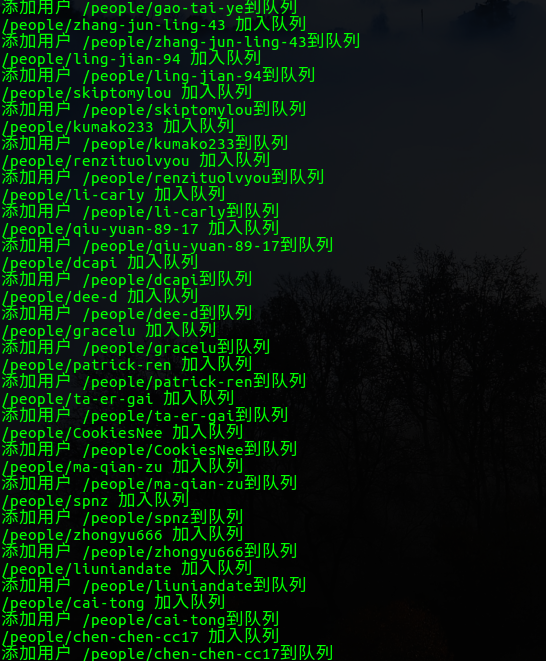 添加用户 /people/gao-tai-ye到队列
/people/zhang-jun-ling-43 加入队列
添加用户 /people/zhang-jun-ling-43到队列
/people/ling-jian-94 加入队列
添加用户 /people/ling-jian-94到队列
/people/skiptomylou 加入队列
添加用户 /people/skiptomylou到队列
/people/kumako233 加入队列
添加用户 /people/kumako233到队列
/people/renzituolvyou 加入队列
添加用户 /people/renzituolvyou到队列
/people/li-carly 加入队列
添加用户 /people/li-carly到队列
/people/qiu-yuan-89-17 加入队列
添加用户 /people/qiu-yuan-89-17到队列
/people/dcapi 加入队列
添加用户 /people/dcapi到队列
/people/dee-d 加入队列
添加用户 /people/dee-d到队列
/people/gracelu 加入队列
添加用户 /people/gracelu到队列
/people/patrick-ren 加入队列
添加用户 /people/patrick-ren到队列
/people/ta-er-gai 加入队列
添加用户 /people/ta-er-gai到队列
/people/CookiesNee 加入队列
添加用户 /people/CookiesNee到队列
/people/ma-qian-zu 加入队列
添加用户 /people/ma-qian-zu到队列
/people/spnz 加入队列
添加用户 /people/spnz到队列
/people/zhongyu666 加入队列
添加用户 /people/zhongyu666到队列
/people/liuniandate 加入队列
添加用户 /people/liuniandate到队列
/people/cai-tong 加入队列
添加用户 /people/cai-tong到队列
/people/chen-chen-cc17 加入队列
添加用户 /people/chen-chen-cc17到队列